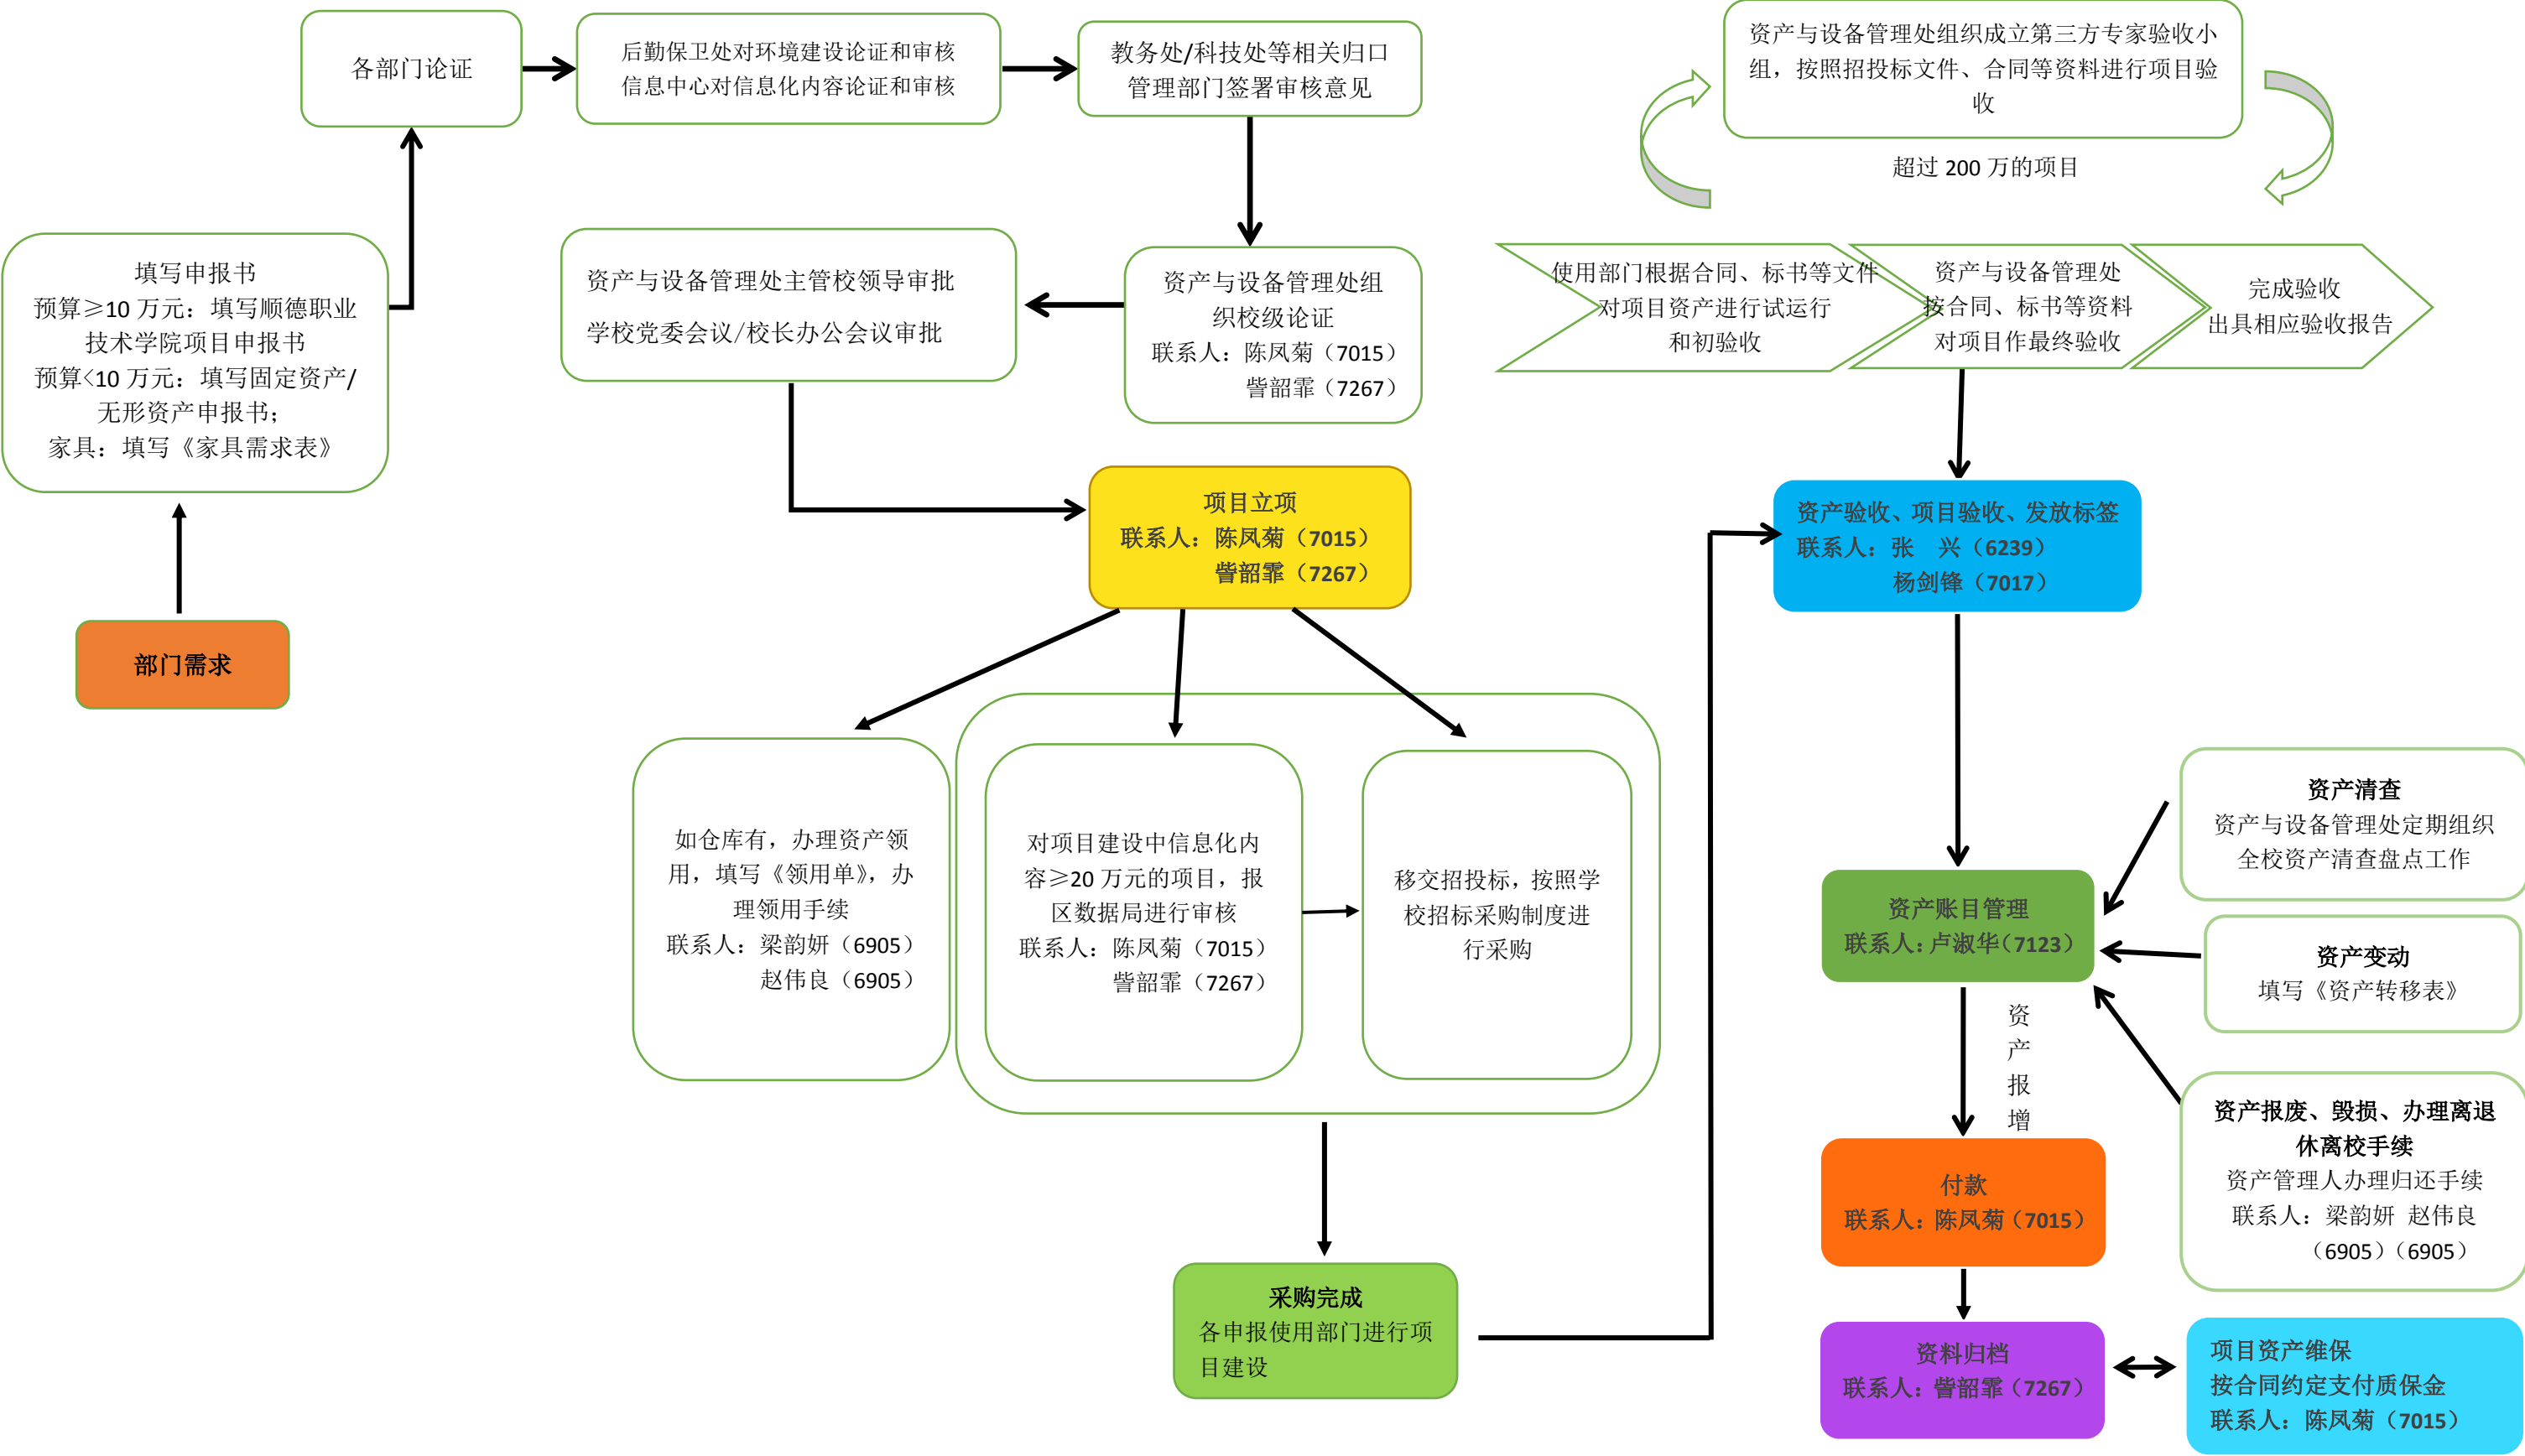 各部门论证
后勤保卫处对环境建设论证和审核
信息中心对信息化内容论证和审核
教务处/科技处等相关归口
管理部门签署审核意见
资产与设备管理处组织成立第三方专家验收小
组，按照招投标文件、合同等资料进行项目验
收
超过 200 万的项目
填写申报书
预算≥10 万元：填写顺德职业
技术学院项目申报书
预算<10 万元：填写固定资产/
无形资产申报书；
家具：填写《家具需求表》
资产与设备管理处主管校领导审批
学校党委会议/校长办公会议审批
资产与设备管理处组
织校级论证
联系人：陈凤菊（7015）
訾韶霏（7267）
使用部门根据合同、标书等文件
对项目资产进行试运行
和初验收
资产与设备管理处
按合同、标书等资料
对项目作最终验收
完成验收
出具相应验收报告
部门需求
项目立项
联系人：陈凤菊（7015）
訾韶霏（7267）
资产验收、项目验收、发放标签
联系人：张　兴（6239）
杨剑锋（7017）
如仓库有，办理资产领
用，填写《领用单》，办
理领用手续
联系人：梁韵妍（6905）
赵伟良（6905）
对项目建设中信息化内
容≥20 万元的项目，报
区数据局进行审核
联系人：陈凤菊（7015）
訾韶霏（7267）
移交招投标，按照学
校招标采购制度进
行采购
资产账目管理
联系人：卢淑华（7123）
资产清查
资产与设备管理处定期组织
全校资产清查盘点工作
资产变动
填写《资产转移表》
资
产
报
增
资产报废、毁损、办理离退
休离校手续
资产管理人办理归还手续
联系人：梁韵妍 赵伟良
（6905）（6905）
付款
联系人：陈凤菊（7015）
采购完成
各申报使用部门进行项
目建设
资料归档
联系人：訾韶霏（7267）
项目资产维保
按合同约定支付质保金
联系人：陈凤菊（7015）